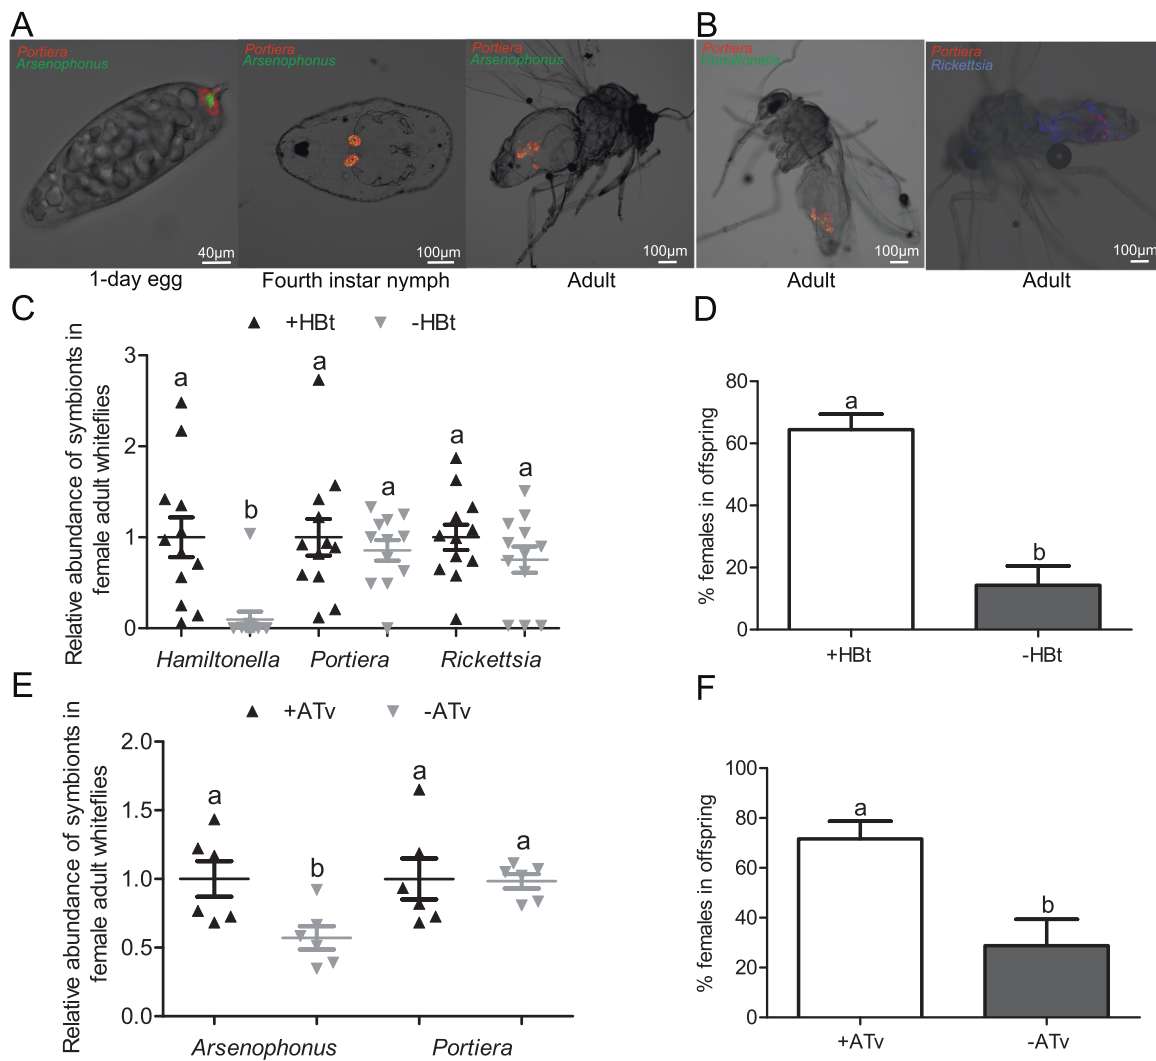 A
B
Portiera
Arsenophonus
Portiera
Arsenophonus
Portiera
Arsenophonus
Portiera
Hamiltonella
Portiera
Rickettsia
40μm
100μm
100μm
100μm
100μm
1-day egg
Fourth instar nymph
Adult
Adult
Adult
C
+HBt
-HBt
Relative abundance of symbionts in
female adult whiteflies
3
2
1
0
a
b
a
a
a
a
Hamiltonella
Portiera
Rickettsia
D
% females in offspring
80
60
40
20
0
a
b
+HBt
-HBt
E
+ATv
-ATv
Relative abundance of symbionts in
female adult whiteflies
2.0
1.5
1.0
0.5
0.0
a
b
a
a
Arsenophonus
Portiera
F
% females in offspring
100
80
60
40
20
0
a
b
+ATv
-ATv